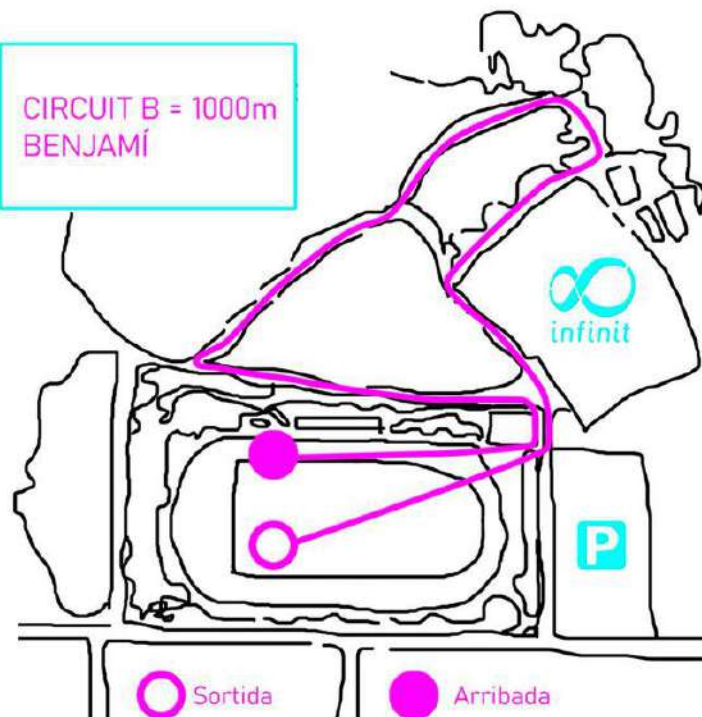 CIRCUIT B = 1000m
BENJAMÍ
infinit
P
Sortida
Arribada